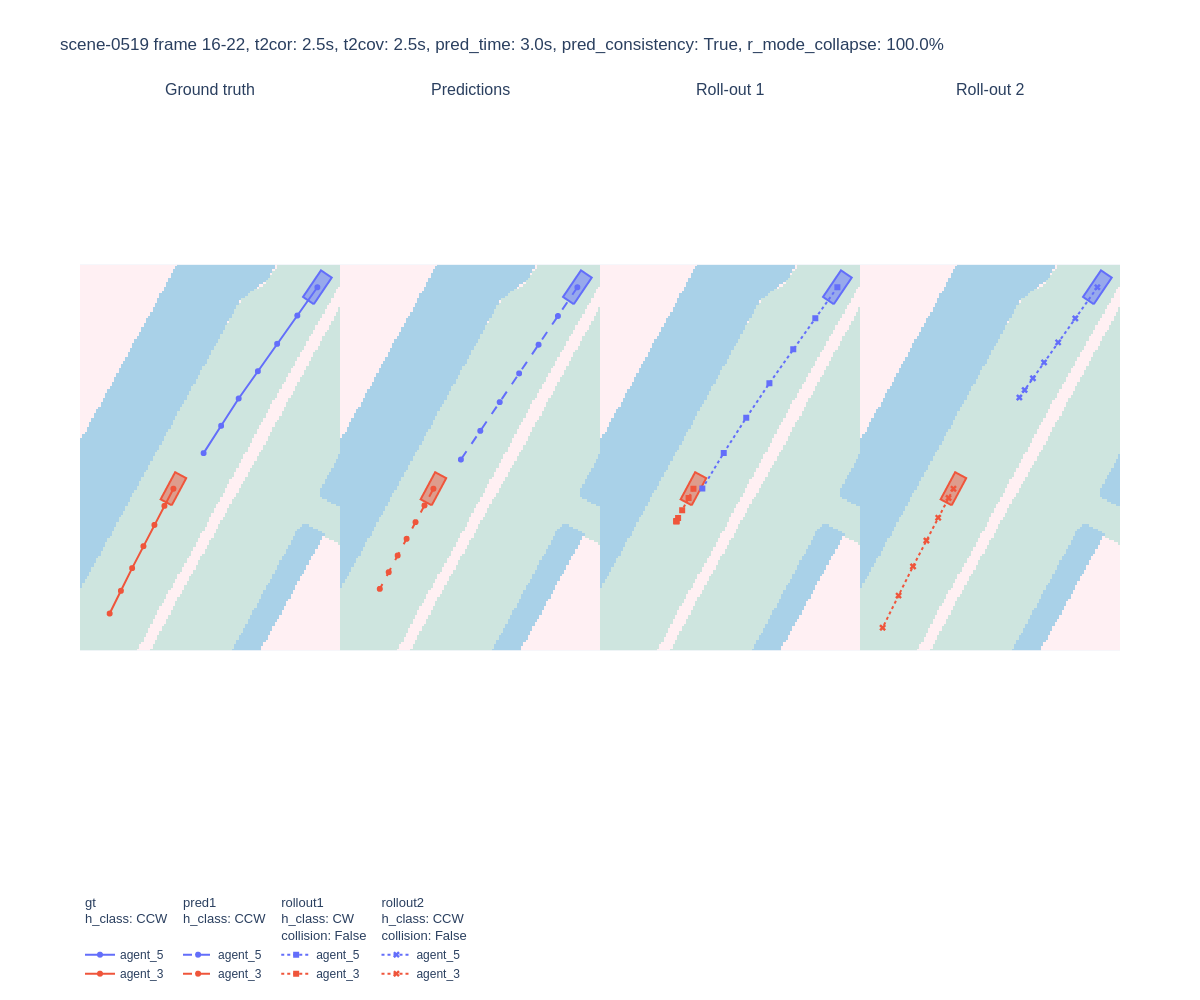 scene-0519 frame 16-22, t2cor: 2.5s, t2cov: 2.5s, pred_time: 3.0s, pred_consistency: True, r_mode_collapse: 100.0%
Ground truth
Predictions
Roll-out 1
Roll-out 2
gt
h_class: CCW
agent_5
agent_3
pred1
h_class: CCW
agent_5
agent_3
rollout1
h_class: CW
collision: False
agent_5
agent_3
rollout2
h_class: CCW
collision: False
agent_5
agent_3